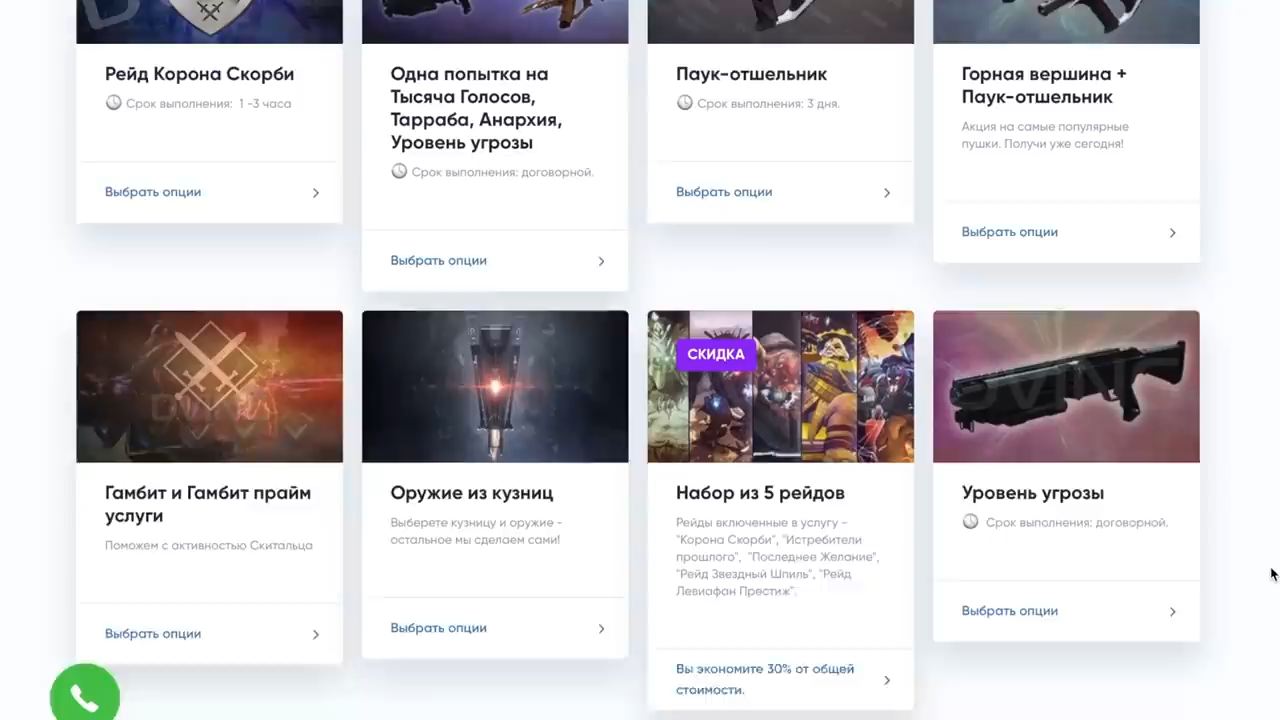 Рейд Корона Скорби
Срок выполнения: 1 -3 часа
Выбрать опции
Одна попытка на
Тысяча Голосов,
Тарраба, Анархия,
Уровень угрозы
Срок выполнения: договорной.
Выбрать опции
Паук-отшельник
Срок выполнения: 3 дня.
Выбрать опции
Горная вершина +
Паук-отшельник
Акция на самые популярные
пушки. Получи уже сегодня!
Выбрать опции
Гамбит и Гамбит прайм
услуги
Поможем с активностью Скитальца
Выбрать опции
Оружие из кузниц
Выберете кузницу и оружие -
остальное мы сделаем сами!
Выбрать опции
СКИДКА
Набор из 5 рейдов
Рейды включенные в услугу -
"Корона Скорби", "Истребители
прошлого", "Последнее Желание",
"Рейд Звездный Шпиль", "Рейд
Левиафан Престиж".
Вы экономите 30% от общей
стоимости.
Уровень угрозы
Срок выполнения: договорной.
Выбрать опции